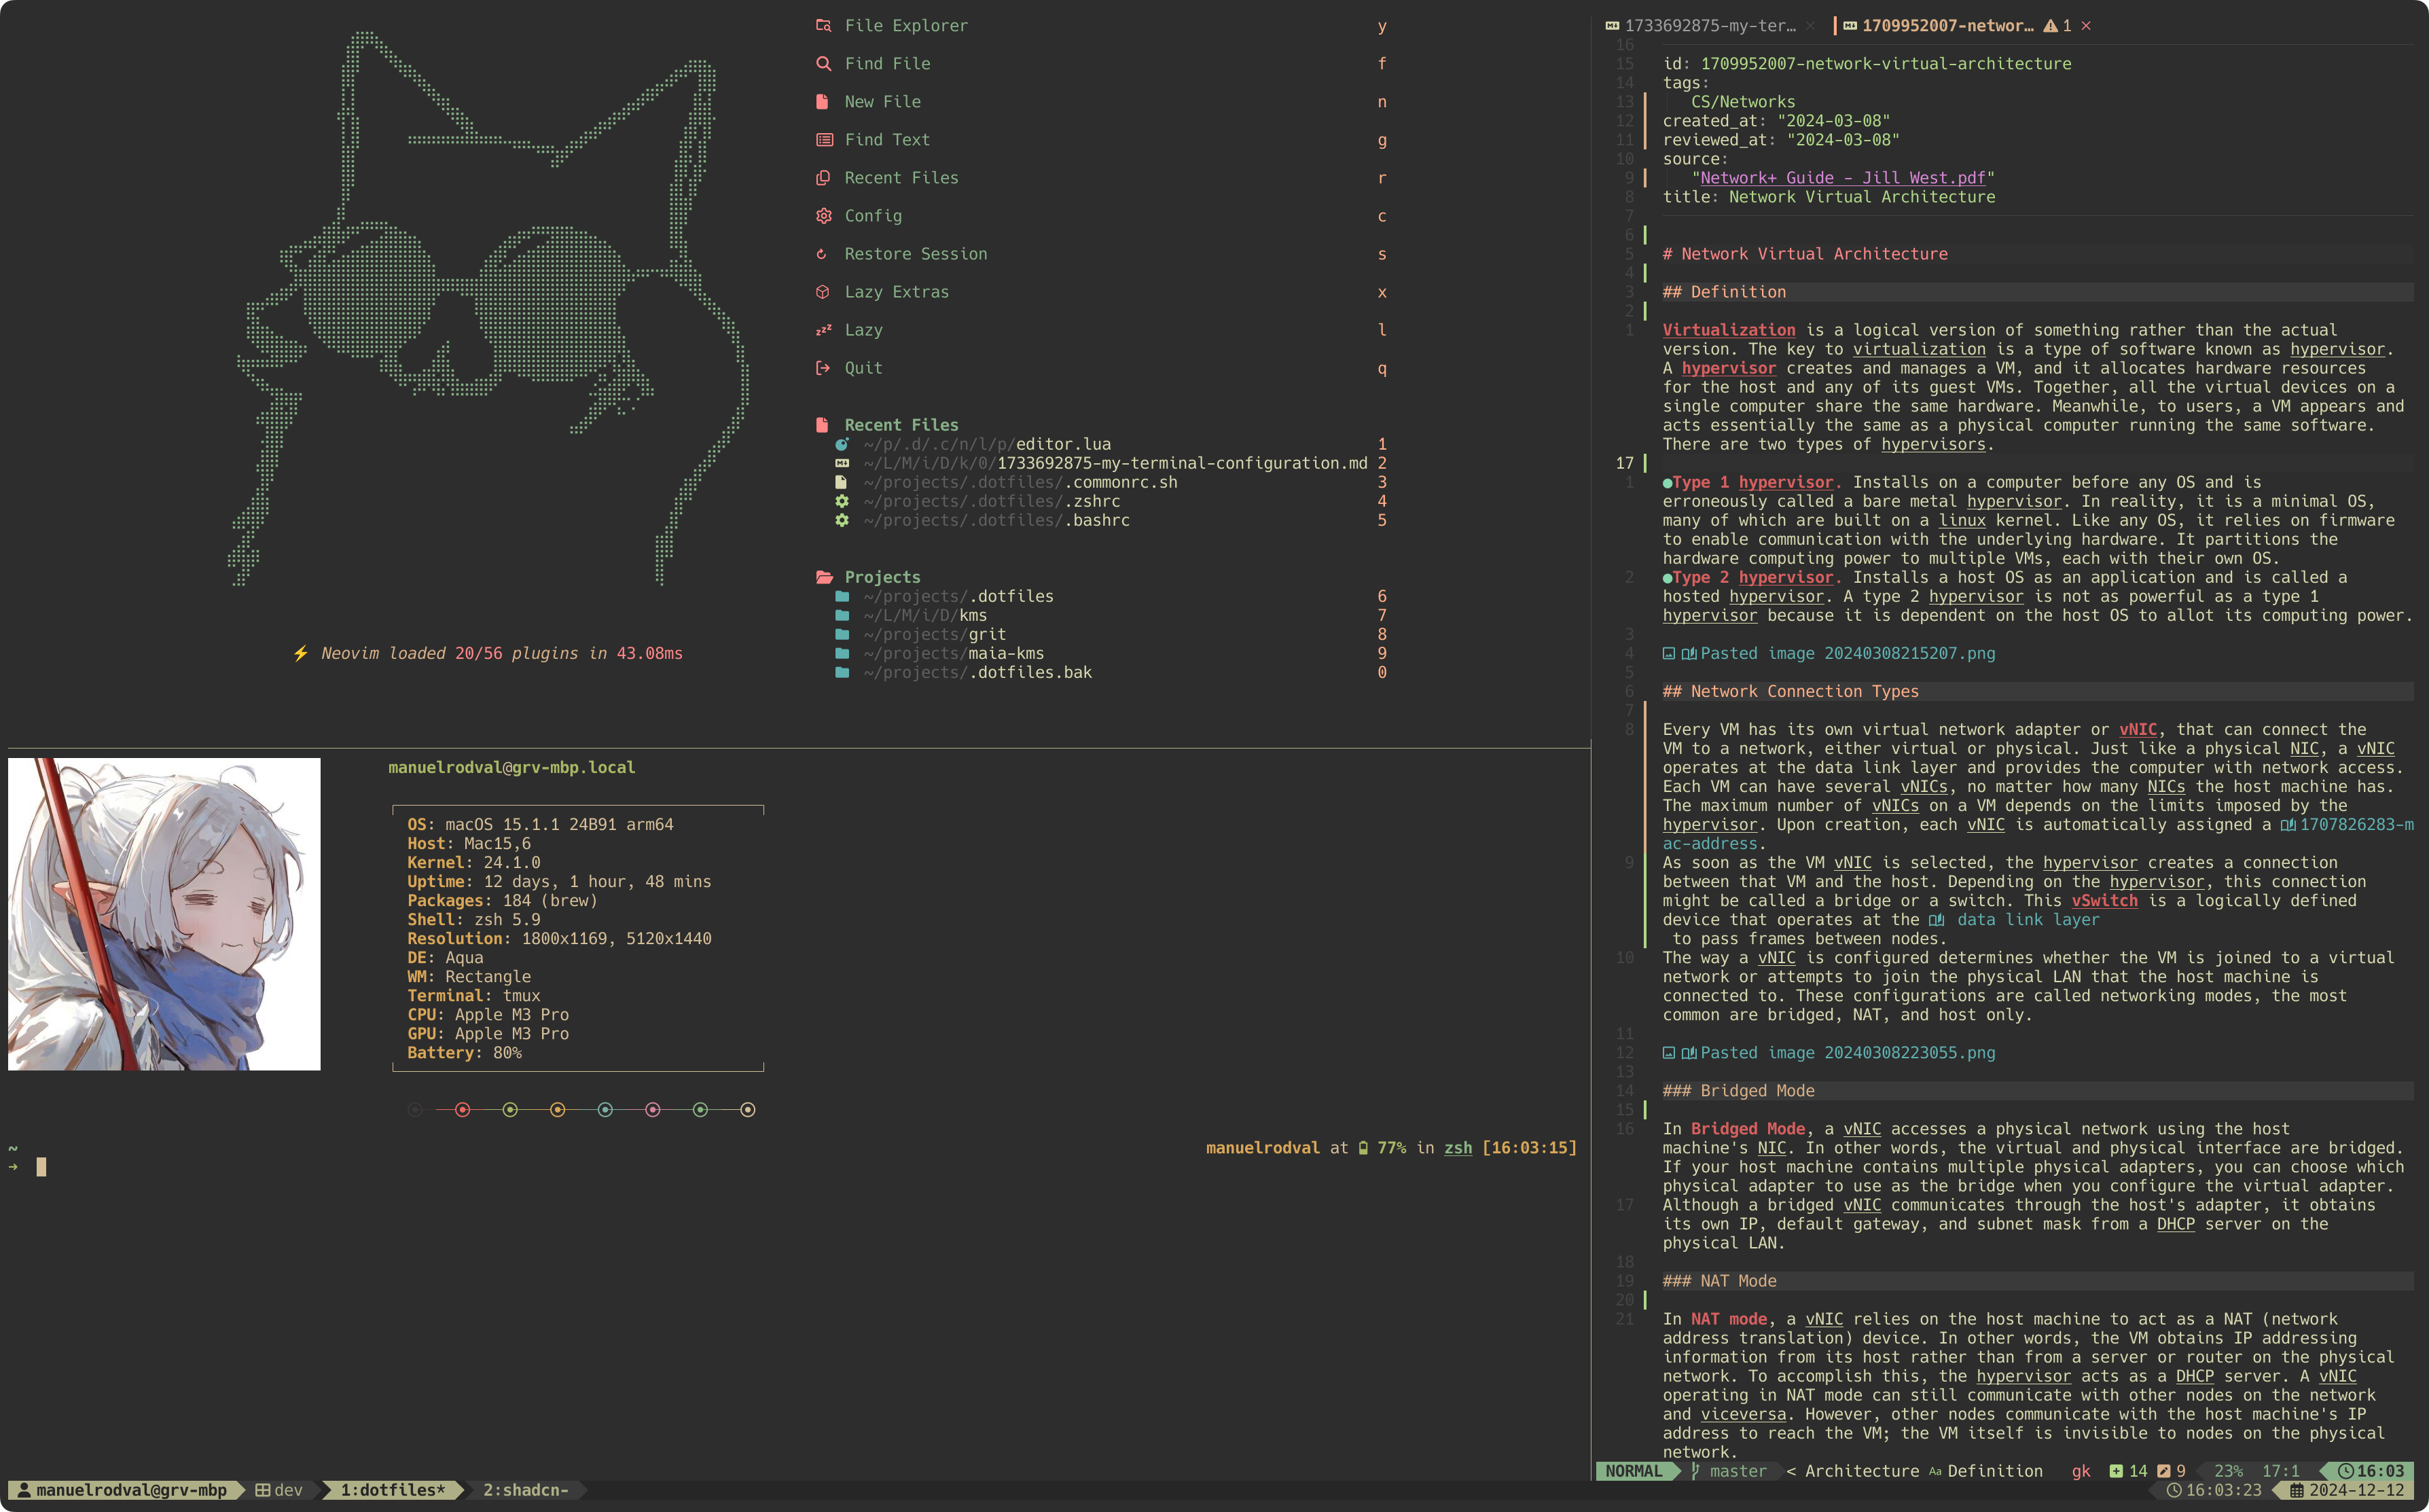 File Explorer y
Find File f
New File n
Find Text g
Recent Files r
Config c
Restore Session s
Lazy Extras x
Lazy l
Quit q
Recent Files
~/p/.d/.c/n/l/p/editor.lua 1
~/L/M/i/D/k/0/1733692875-my-terminal-configuration.md 2
~/projects/.dotfiles/.commonrc.sh 3
~/projects/.dotfiles/.zshrc 4
~/projects/.dotfiles/.bashrc 5
Projects
~/projects/.dotfiles 6
~/L/M/i/D/kms 7
~/projects/grit 8
~/projects/maia-kms 9
~/projects/.dotfiles.bak 0
⚡ Neovim loaded 20/56 plugins in 43.08ms
manuelrodval@grv-mbp.local
OS: macOS 15.1.1 24B91 arm64
Host: Mac15,6
Kernel: 24.1.0
Uptime: 12 days, 1 hour, 48 mins
Packages: 184 (brew)
Shell: zsh 5.9
Resolution: 1800x1169, 5120x1440
DE: Aqua
WM: Rectangle
Terminal: tmux
CPU: Apple M3 Pro
GPU: Apple M3 Pro
Battery: 80%
~ manuelrodval at 77% in zsh [16:03:15]
→
1733692875-my-ter… × 1709952007-networ… 1 ×
16
15 id: 1709952007-network-virtual-architecture
14 tags:
13 CS/Networks
12 created_at: "2024-03-08"
11 reviewed_at: "2024-03-08"
10 source:
9 "Network+ Guide - Jill West.pdf"
8 title: Network Virtual Architecture
7
6
5 # Network Virtual Architecture
4
3 ## Definition
2
1 Virtualization is a logical version of something rather than the actual
version. The key to virtualization is a type of software known as hypervisor.
A hypervisor creates and manages a VM, and it allocates hardware resources
for the host and any of its guest VMs. Together, all the virtual devices on a
single computer share the same hardware. Meanwhile, to users, a VM appears and
acts essentially the same as a physical computer running the same software.
There are two types of hypervisors.
17
1 ●Type 1 hypervisor. Installs on a computer before any OS and is
erroneously called a bare metal hypervisor. In reality, it is a minimal OS,
many of which are built on a linux kernel. Like any OS, it relies on firmware
to enable communication with the underlying hardware. It partitions the
hardware computing power to multiple VMs, each with their own OS.
2 ●Type 2 hypervisor. Installs a host OS as an application and is called a
hosted hypervisor. A type 2 hypervisor is not as powerful as a type 1
hypervisor because it is dependent on the host OS to allot its computing power.
3
4 Pasted image 20240308215207.png
5
6 ## Network Connection Types
7
8 Every VM has its own virtual network adapter or vNIC, that can connect the
VM to a network, either virtual or physical. Just like a physical NIC, a vNIC
operates at the data link layer and provides the computer with network access.
Each VM can have several vNICs, no matter how many NICs the host machine has.
The maximum number of vNICs on a VM depends on the limits imposed by the
hypervisor. Upon creation, each vNIC is automatically assigned a 1707826283-m
ac-address.
9 As soon as the VM vNIC is selected, the hypervisor creates a connection
between that VM and the host. Depending on the hypervisor, this connection
might be called a bridge or a switch. This vSwitch is a logically defined
device that operates at the data link layer
to pass frames between nodes.
10 The way a vNIC is configured determines whether the VM is joined to a virtual
network or attempts to join the physical LAN that the host machine is
connected to. These configurations are called networking modes, the most
common are bridged, NAT, and host only.
11
12 Pasted image 20240308223055.png
13
14 ### Bridged Mode
15
16 In Bridged Mode, a vNIC accesses a physical network using the host
machine's NIC. In other words, the virtual and physical interface are bridged.
If your host machine contains multiple physical adapters, you can choose which
physical adapter to use as the bridge when you configure the virtual adapter.
17 Although a bridged vNIC communicates through the host's adapter, it obtains
its own IP, default gateway, and subnet mask from a DHCP server on the
physical LAN.
18
19 ### NAT Mode
20
21 In NAT mode, a vNIC relies on the host machine to act as a NAT (network
address translation) device. In other words, the VM obtains IP addressing
information from its host rather than from a server or router on the physical
network. To accomplish this, the hypervisor acts as a DHCP server. A vNIC
operating in NAT mode can still communicate with other nodes on the network
and viceversa. However, other nodes communicate with the host machine's IP
address to reach the VM; the VM itself is invisible to nodes on the physical
network.
NORMAL master < Architecture Aa Definition gk 14 9 23% 17:1 16:03
manuelrodval@grv-mbp dev 1:dotfiles* 2:shadcn- 16:03:23 2024-12-12